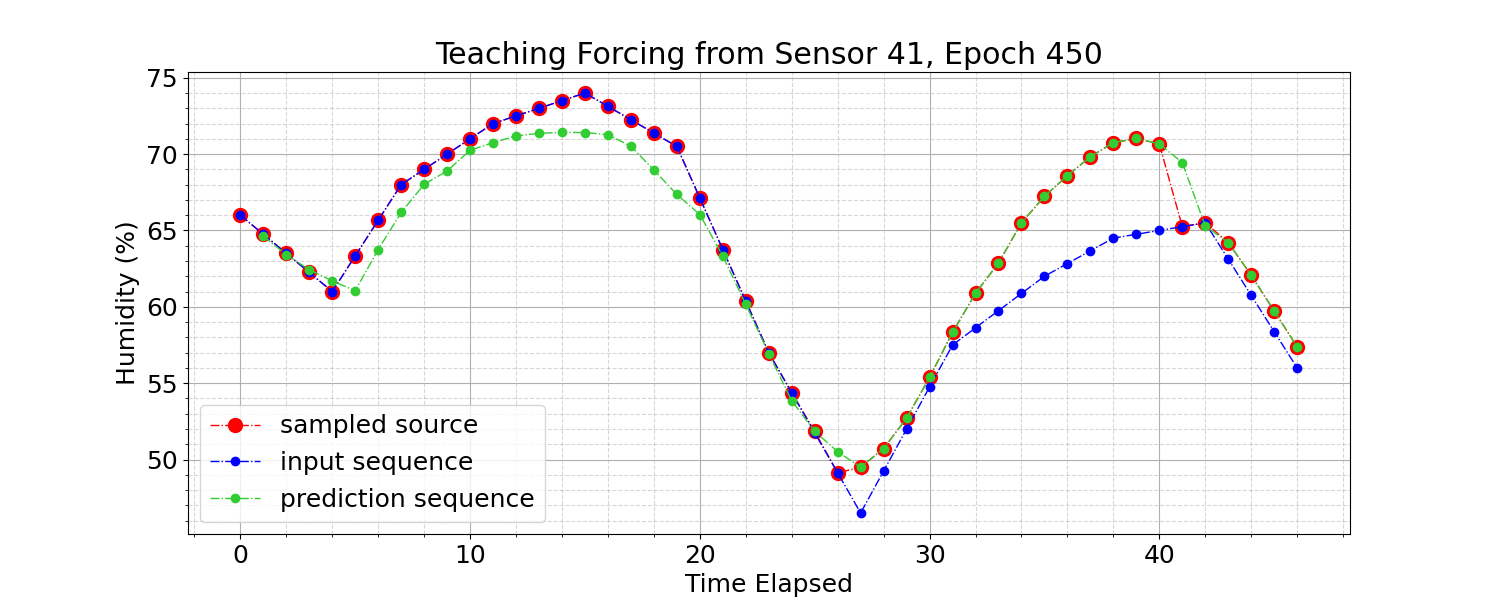 Teaching Forcing from Sensor 41, Epoch 450
75
70
65
60
55
50
Humidity (%)
sampled source
input sequence
prediction sequence
0 10 20 30 40
Time Elapsed